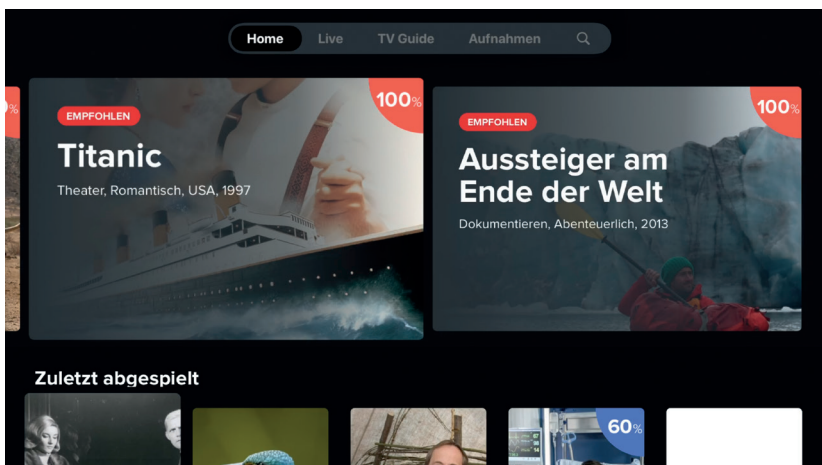 Home Live TV Guide Aufnahmen
%
EMPFOHLEN
100%
Titanic
Theater, Romantisch, USA, 1997
EMPFOHLEN
100%
Aussteiger am
Ende der Welt
Dokumentieren, Abenteuerlich, 2013
Zuletzt abgespielt
60%